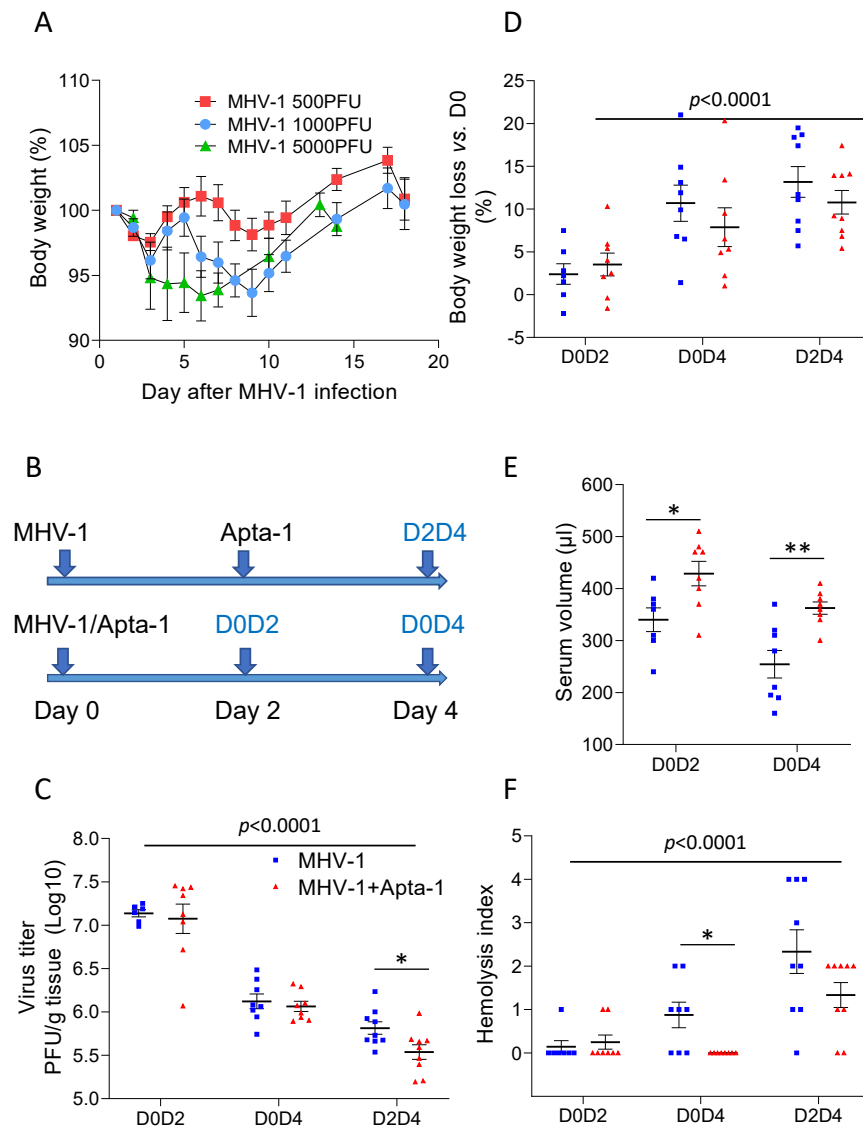 A
110
105
100
95
90
Body weight (%)
MHV-1 500PFU
MHV-1 1000PFU
MHV-1 5000PFU
0
5
10
15
20
Day after MHV-1 infection
B
MHV-1
Apta-1
D2D4
MHV-1/Apta-1
D0D2
D0D4
Day 0
Day 2
Day 4
C
p<0.0001
MHV-1
MHV-1+Apta-1
*
8.0
7.5
7.0
6.5
6.0
5.5
5.0
Virus titer
PFU/g tissue (Log10)
D0D2
D0D4
D2D4
D
p<0.0001
25
20
15
10
5
0
-5
Body weight loss vs. D0
(%)
D0D2
D0D4
D2D4
E
600
500
400
300
200
100
Serum volume (µl)
*
**
D0D2
D0D4
F
p<0.0001
*
5
4
3
2
1
0
Hemolysis index
D0D2
D0D4
D2D4